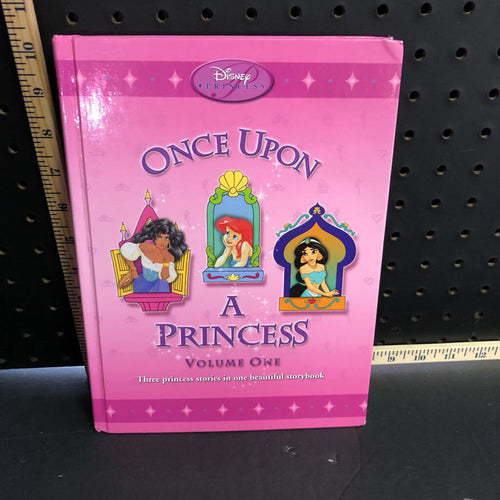 Disney
PRINCESS
ONCE UPON
A
PRINCESS
VOLUME ONE
Three princess stories in one beautiful storybook